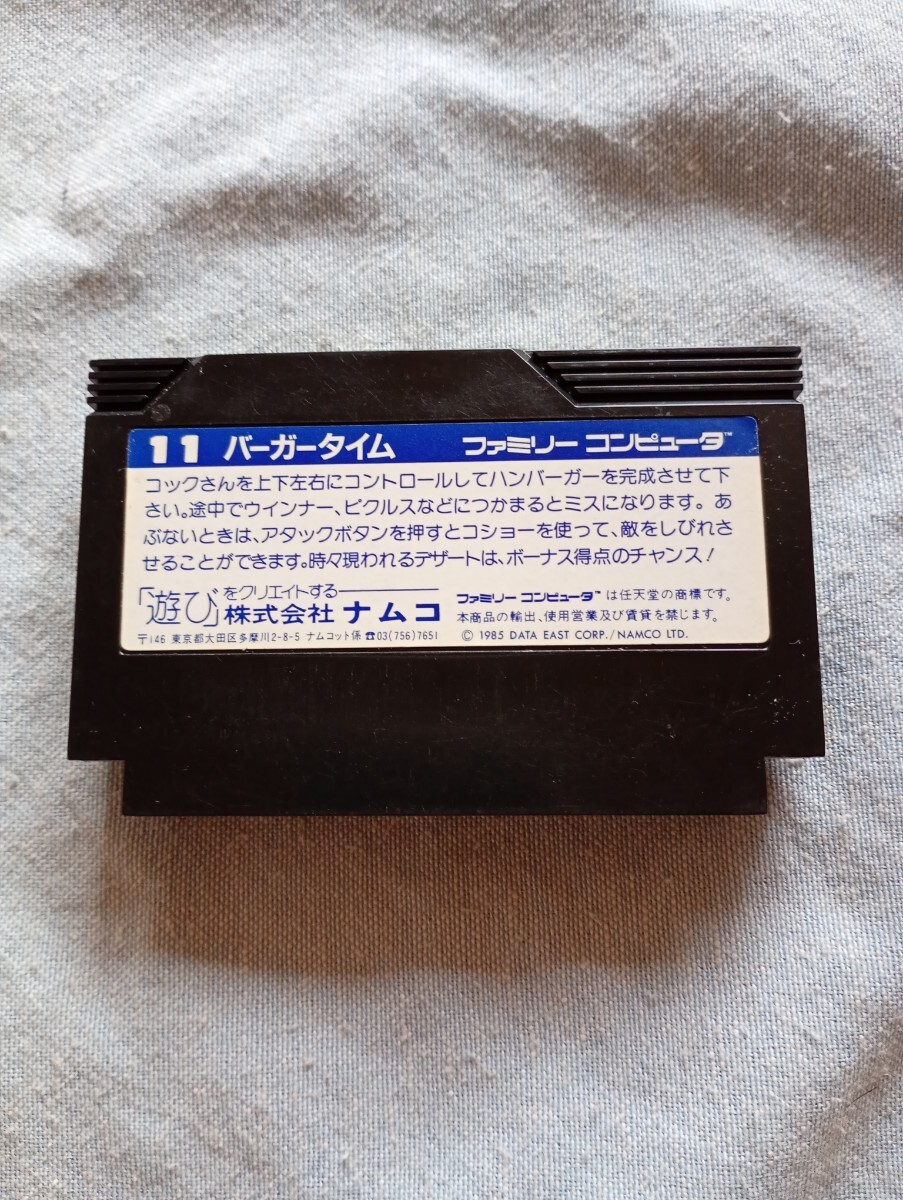 11 バーガータイム ファミリー コンピュータ™
コックさんを上下左右にコントロールしてハンバーガーを完成させて下
さい。途中でウインナー、ピクルスなどにつかまるとミスになります。あ
ぶないときは、アタックボタンを押すとコショーを使って、敵をしびれさ
せることができます。時々現われるデザートは、ボーナス得点のチャンス!
「遊び」をクリエイトする
株式会社 ナムコ
〒146 東京都大田区多摩川2-8-5 ナムコット係 ☎03(756)7651
ファミリー コンピュータ™ は任天堂の商標です。
本商品の輸出、使用営業及び賃貸を禁じます。
© 1985 DATA EAST CORP./NAMCO LTD.